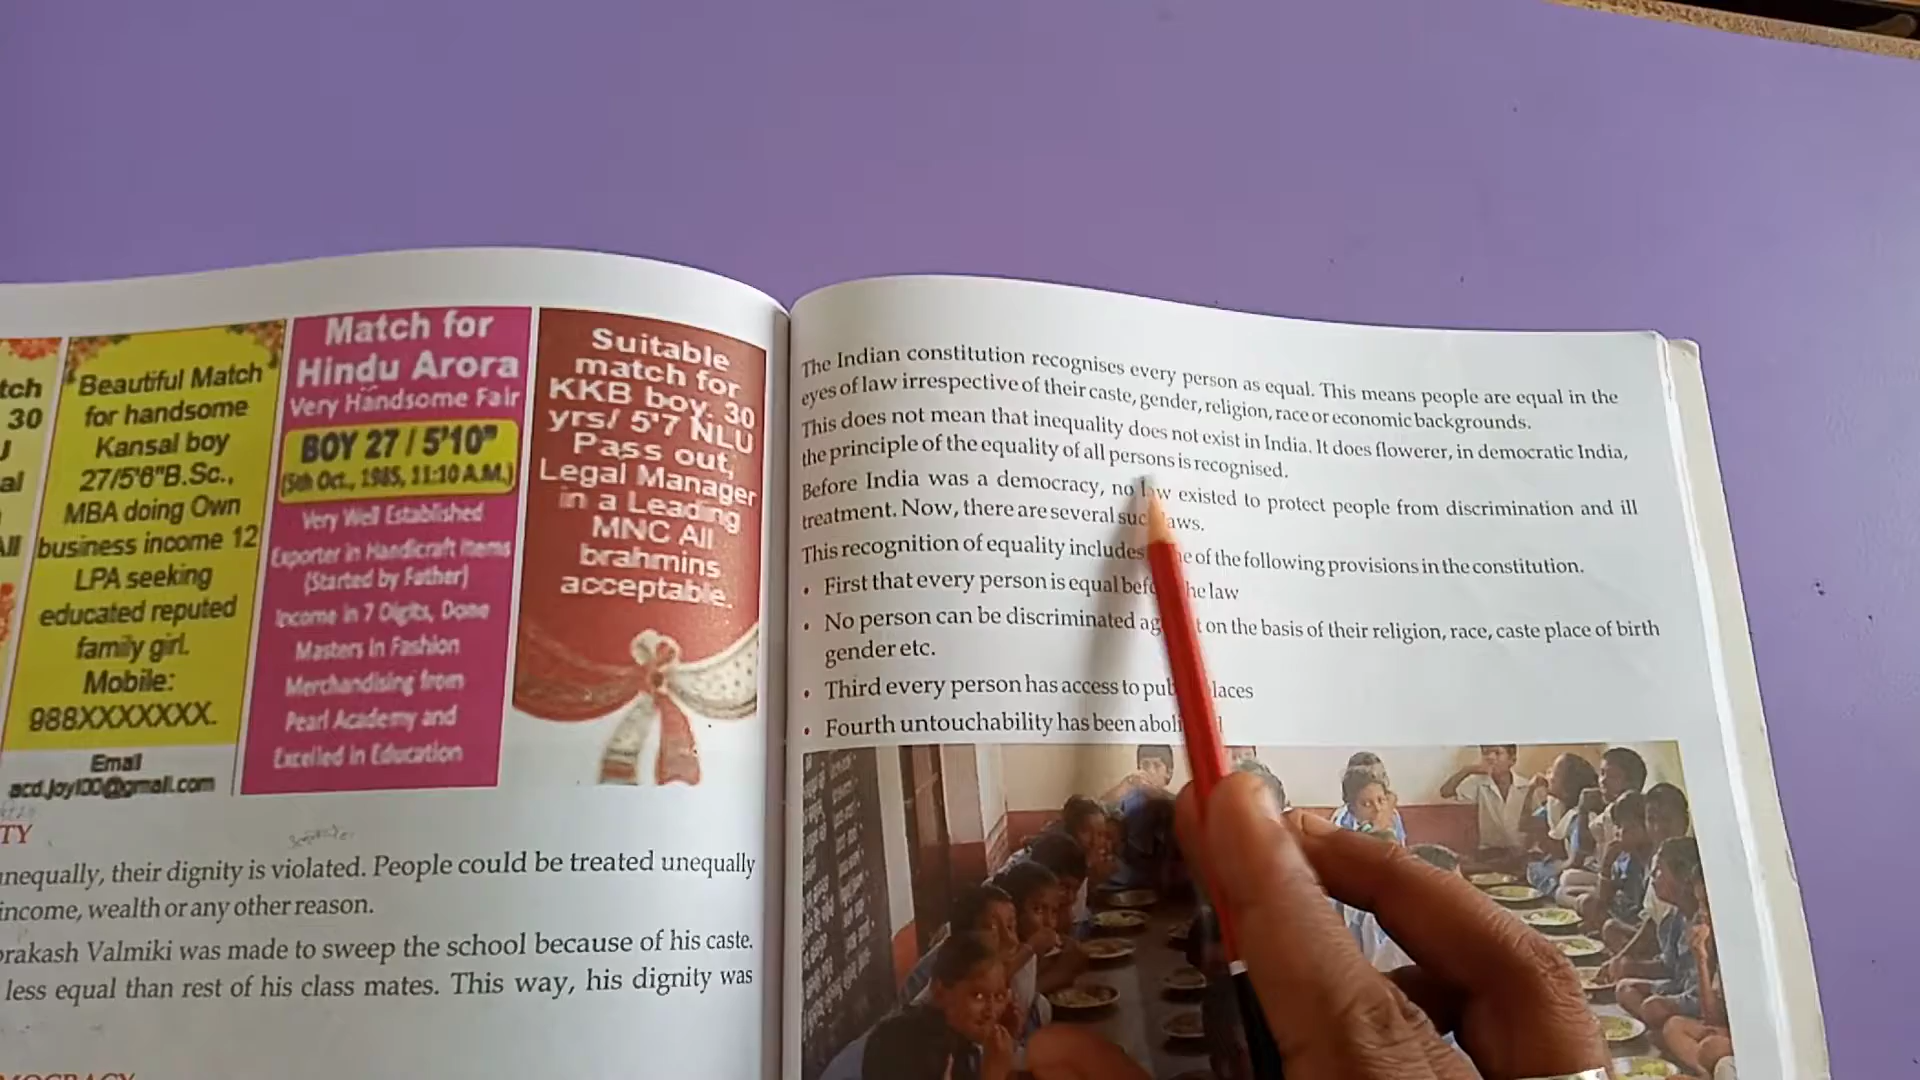 tch
30
U
al
All
Beautiful Match
for handsome
Kansal boy
27/5'6"B.Sc.,
MBA doing Own
business income 12
LPA seeking
educated reputed
family girl.
Mobile:
988XXXXXXX.
Email
acd.joy100@gmail.com
Match for
Hindu Arora
Very Handsome Fair
BOY 27 / 5'10"
(5th Oct., 1985, 11:10 A.M.)
Very Well Established
Exporter in Handicraft Items
(Started by Father)
Income in 7 Digits, Done
Masters in Fashion
Merchandising from
Pearl Academy and
Excelled in Education
Suitable
match for
KKB boy. 30
yrs/ 5'7 NLU
Pass out,
Legal Manager
in a Leading
MNC All
brahmins
acceptable.
TY
unequally, their dignity is violated. People could be treated unequally
income, wealth or any other reason.
prakash Valmiki was made to sweep the school because of his caste.
less equal than rest of his class mates. This way, his dignity was
MOCRACY
The Indian constitution recognises every person as equal. This means people are equal in the
eyes of law irrespective of their caste, gender, religion, race or economic backgrounds.
This does not mean that inequality does not exist in India. It does flowerer, in democratic India,
the principle of the equality of all persons is recognised.
Before India was a democracy, no law existed to protect people from discrimination and ill
treatment. Now, there are several such laws.
This recognition of equality includes of the following provisions in the constitution.
• First that every person is equal before the law
• No person can be discriminated against on the basis of their religion, race, caste place of birth
gender etc.
• Third every person has access to public places
• Fourth untouchability has been abolished